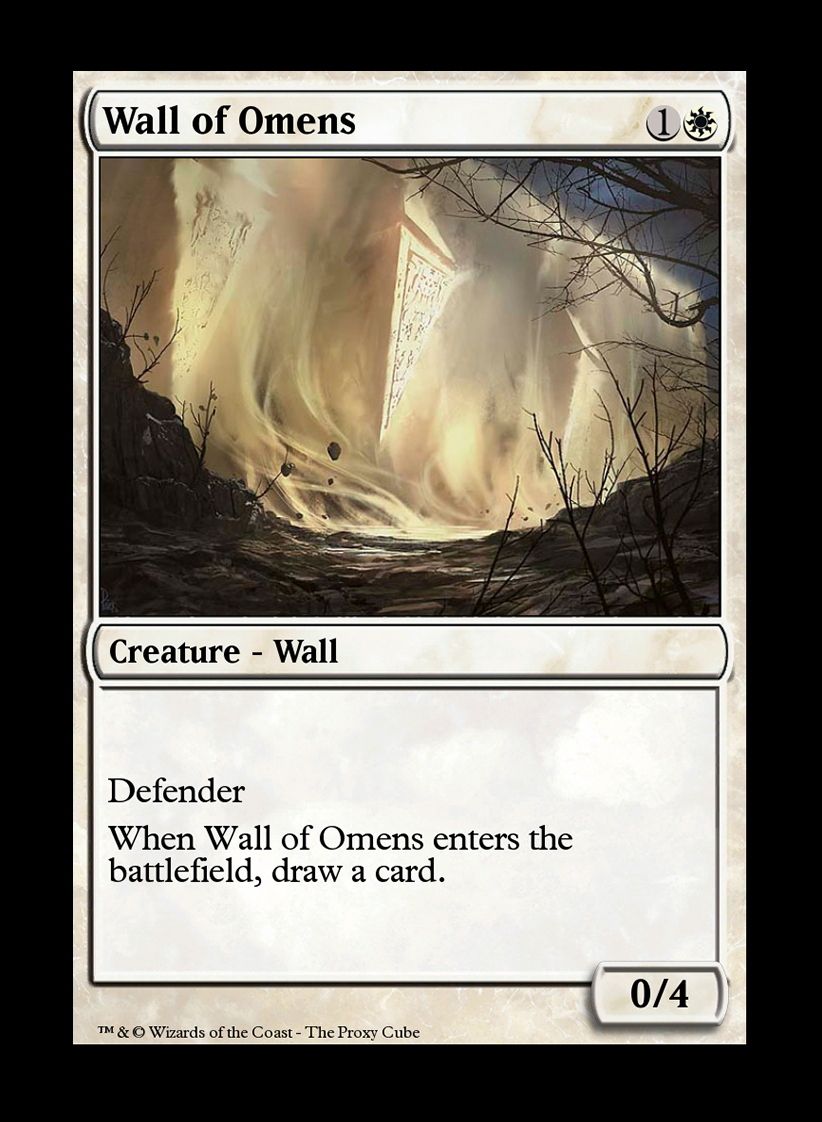 Wall of Omens 1
Creature - Wall
Defender
When Wall of Omens enters the
battlefield, draw a card.
0/4
™ & © Wizards of the Coast - The Proxy Cube